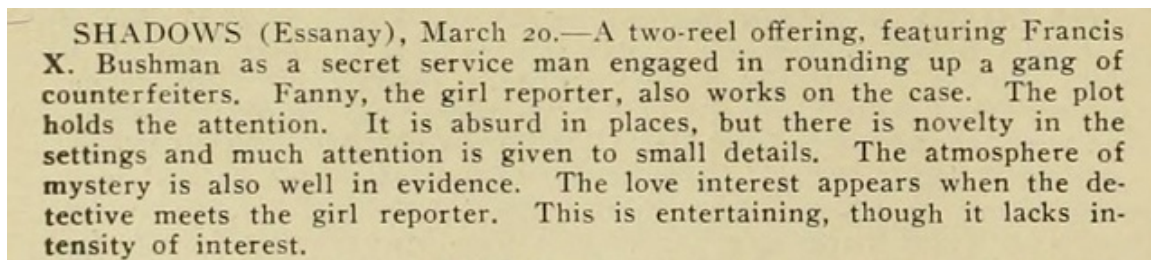 SHADOWS (Essanay), March 20.—A two-reel offering, featuring Francis
X. Bushman as a secret service man engaged in rounding up a gang of
counterfeiters. Fanny, the girl reporter, also works on the case. The plot
holds the attention. It is absurd in places, but there is novelty in the
settings and much attention is given to small details. The atmosphere of
mystery is also well in evidence. The love interest appears when the de-
tective meets the girl reporter. This is entertaining, though it lacks in-
tensity of interest.